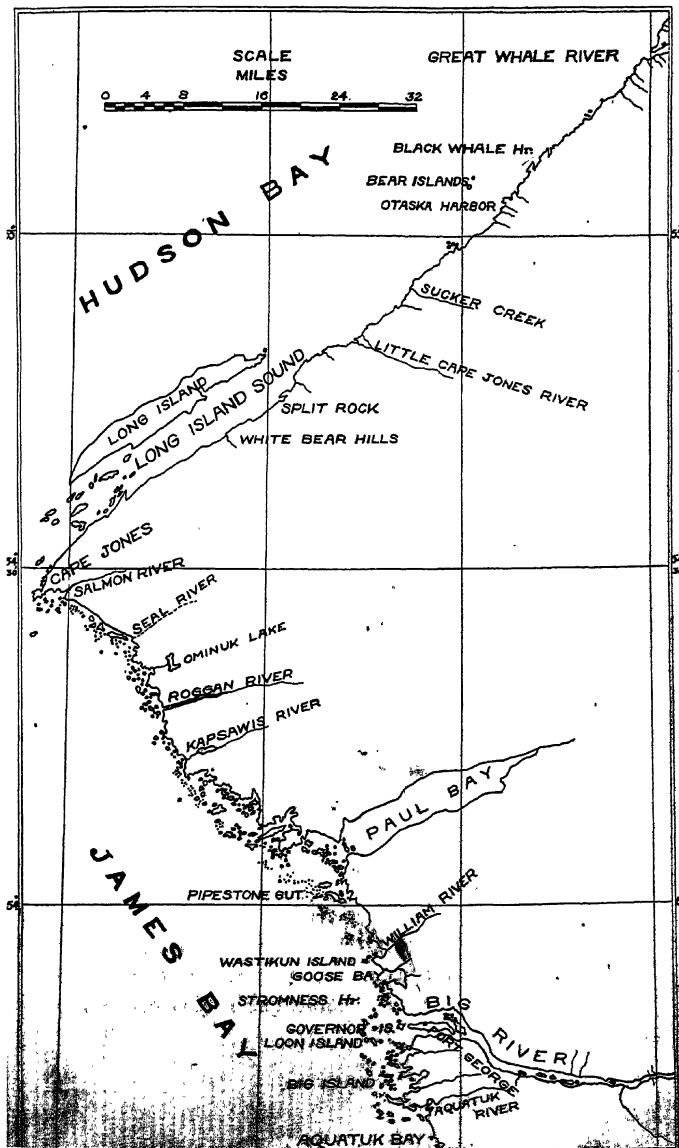 SCALE
MILES
0 4 8 16 24 32
GREAT WHALE RIVER
BLACK WHALE Hr.
BEAR ISLANDS
OTASKA HARBOR
HUDSON BAY
SUCKER CREEK
LITTLE CAPE JONES RIVER
LONG ISLAND
LONG ISLAND SOUND
SPLIT ROCK
WHITE BEAR HILLS
CAPE JONES
SALMON RIVER
SEAL RIVER
LOMINUK LAKE
ROGGAN RIVER
KAPSAWIS RIVER
PAUL BAY
JAMES BAY
PIPESTONE GUT.
54
WILLIAM RIVER
WASTIKUN ISLAND
GOOSE BAY
STROMNESS Hr.
BIG RIVER
GOVERNOR IS.
FORT GEORGE
LOON ISLAND
BIG ISLAND
AQUATUK RIVER
AQUATUK BAY